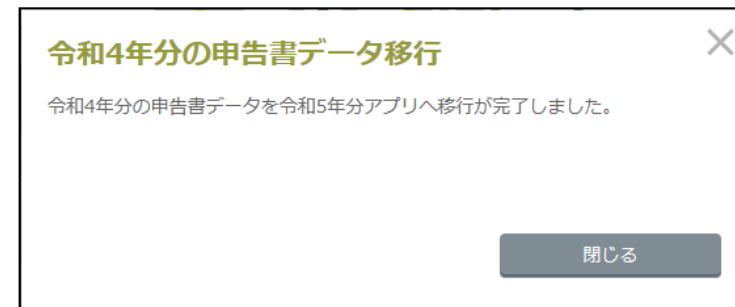 令和4年分の申告書データ移行
令和4年分の申告書データを令和5年分アプリへ移行が完了しました。
閉じる